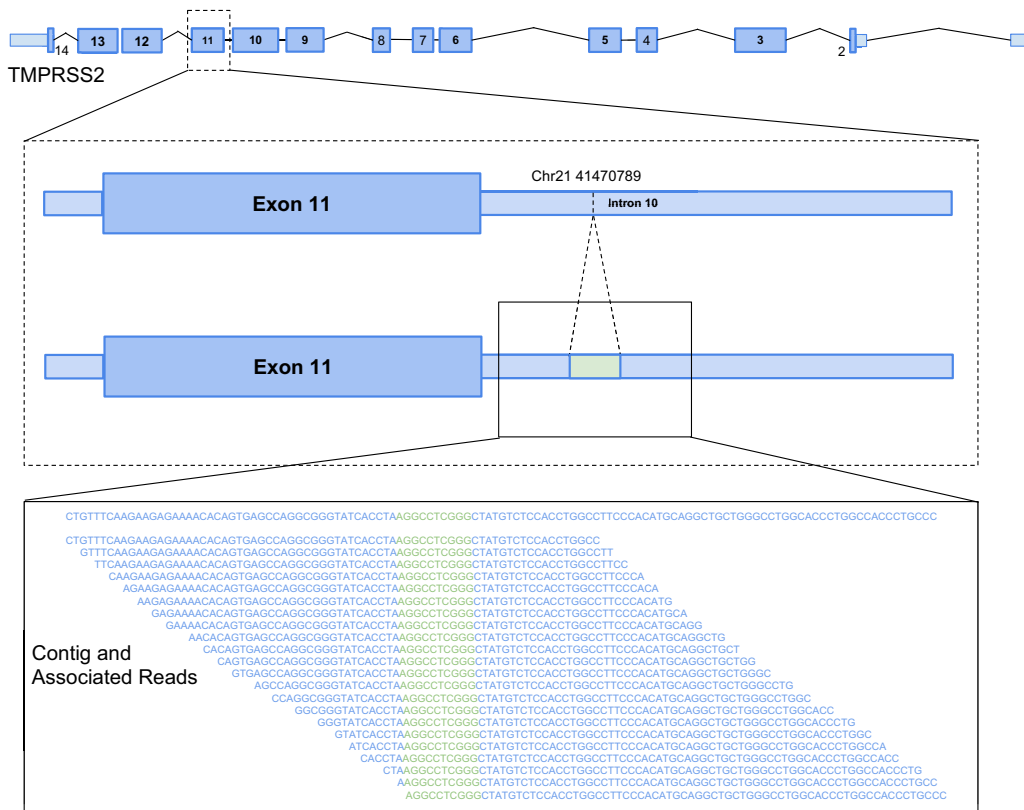 14 13 12 11 10 9 8 7 6 5 4 3 2
TMPRSS2
Chr21 41470789
Exon 11
Intron 10
Exon 11
CTGTTTCAAGAAGAGAAAACACAGTGAGCCAGGCGGGTATCACCTAAGGCCTCGGGCTATGTCTCCACCTGGCCTTCCCACATGCAGGCTGCTGGGCCTGGCACCCTGGCCACCCTGCCC
CTGTTTCAAGAAGAGAAAACACAGTGAGCCAGGCGGGTATCACCTAAGGCCTCGGGCTATGTCTCCACCTGGCC
GTTTCAAGAAGAGAAAACACAGTGAGCCAGGCGGGTATCACCTAAGGCCTCGGGCTATGTCTCCACCTGGCCTT
TTCAAGAAGAGAAAACACAGTGAGCCAGGCGGGTATCACCTAAGGCCTCGGGCTATGTCTCCACCTGGCCTTCC
CAAGAAGAGAAAACACAGTGAGCCAGGCGGGTATCACCTAAGGCCTCGGGCTATGTCTCCACCTGGCCTTCCCA
AGAAGAGAAAACACAGTGAGCCAGGCGGGTATCACCTAAGGCCTCGGGCTATGTCTCCACCTGGCCTTCCCACA
AAGAGAAAACACAGTGAGCCAGGCGGGTATCACCTAAGGCCTCGGGCTATGTCTCCACCTGGCCTTCCCACATG
GAGAAAACACAGTGAGCCAGGCGGGTATCACCTAAGGCCTCGGGCTATGTCTCCACCTGGCCTTCCCACATGCA
GAAAACACAGTGAGCCAGGCGGGTATCACCTAAGGCCTCGGGCTATGTCTCCACCTGGCCTTCCCACATGCAGG
AACACAGTGAGCCAGGCGGGTATCACCTAAGGCCTCGGGCTATGTCTCCACCTGGCCTTCCCACATGCAGGCTG
CACAGTGAGCCAGGCGGGTATCACCTAAGGCCTCGGGCTATGTCTCCACCTGGCCTTCCCACATGCAGGCTGCT
CAGTGAGCCAGGCGGGTATCACCTAAGGCCTCGGGCTATGTCTCCACCTGGCCTTCCCACATGCAGGCTGCTGG
GTGAGCCAGGCGGGTATCACCTAAGGCCTCGGGCTATGTCTCCACCTGGCCTTCCCACATGCAGGCTGCTGGGC
AGCCAGGCGGGTATCACCTAAGGCCTCGGGCTATGTCTCCACCTGGCCTTCCCACATGCAGGCTGCTGGGCCTG
CCAGGCGGGTATCACCTAAGGCCTCGGGCTATGTCTCCACCTGGCCTTCCCACATGCAGGCTGCTGGGCCTGGC
GGCGGGTATCACCTAAGGCCTCGGGCTATGTCTCCACCTGGCCTTCCCACATGCAGGCTGCTGGGCCTGGCACC
GGGTATCACCTAAGGCCTCGGGCTATGTCTCCACCTGGCCTTCCCACATGCAGGCTGCTGGGCCTGGCACCCTG
GTATCACCTAAGGCCTCGGGCTATGTCTCCACCTGGCCTTCCCACATGCAGGCTGCTGGGCCTGGCACCCTGGC
ATCACCTAAGGCCTCGGGCTATGTCTCCACCTGGCCTTCCCACATGCAGGCTGCTGGGCCTGGCACCCTGGCCA
CACCTAAGGCCTCGGGCTATGTCTCCACCTGGCCTTCCCACATGCAGGCTGCTGGGCCTGGCACCCTGGCCACC
CTAAGGCCTCGGGCTATGTCTCCACCTGGCCTTCCCACATGCAGGCTGCTGGGCCTGGCACCCTGGCCACCCTG
AAGGCCTCGGGCTATGTCTCCACCTGGCCTTCCCACATGCAGGCTGCTGGGCCTGGCACCCTGGCCACCCTGCC
AGGCCTCGGGCTATGTCTCCACCTGGCCTTCCCACATGCAGGCTGCTGGGCCTGGCACCCTGGCCACCCTGCCC
Contig and
Associated Reads